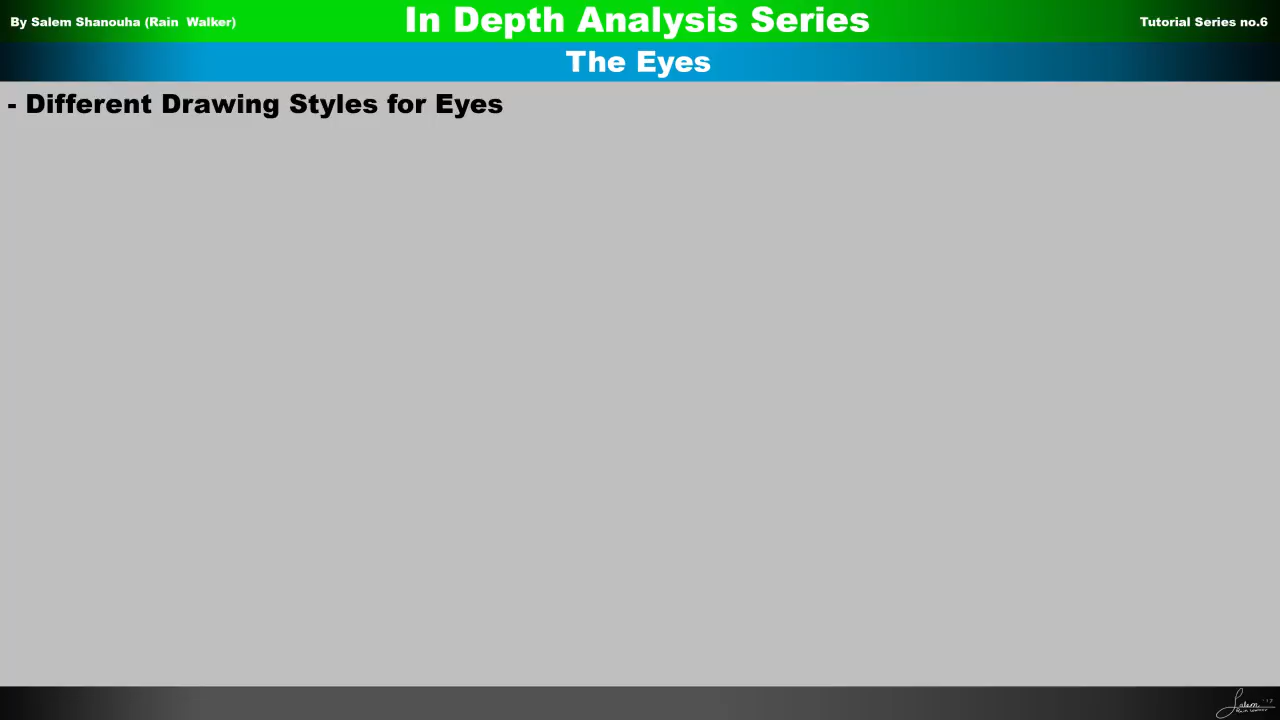 By Salem Shanouha (Rain  Walker)
In Depth Analysis Series
Tutorial Series no.6
The Eyes
- Different Drawing Styles for Eyes
Salem